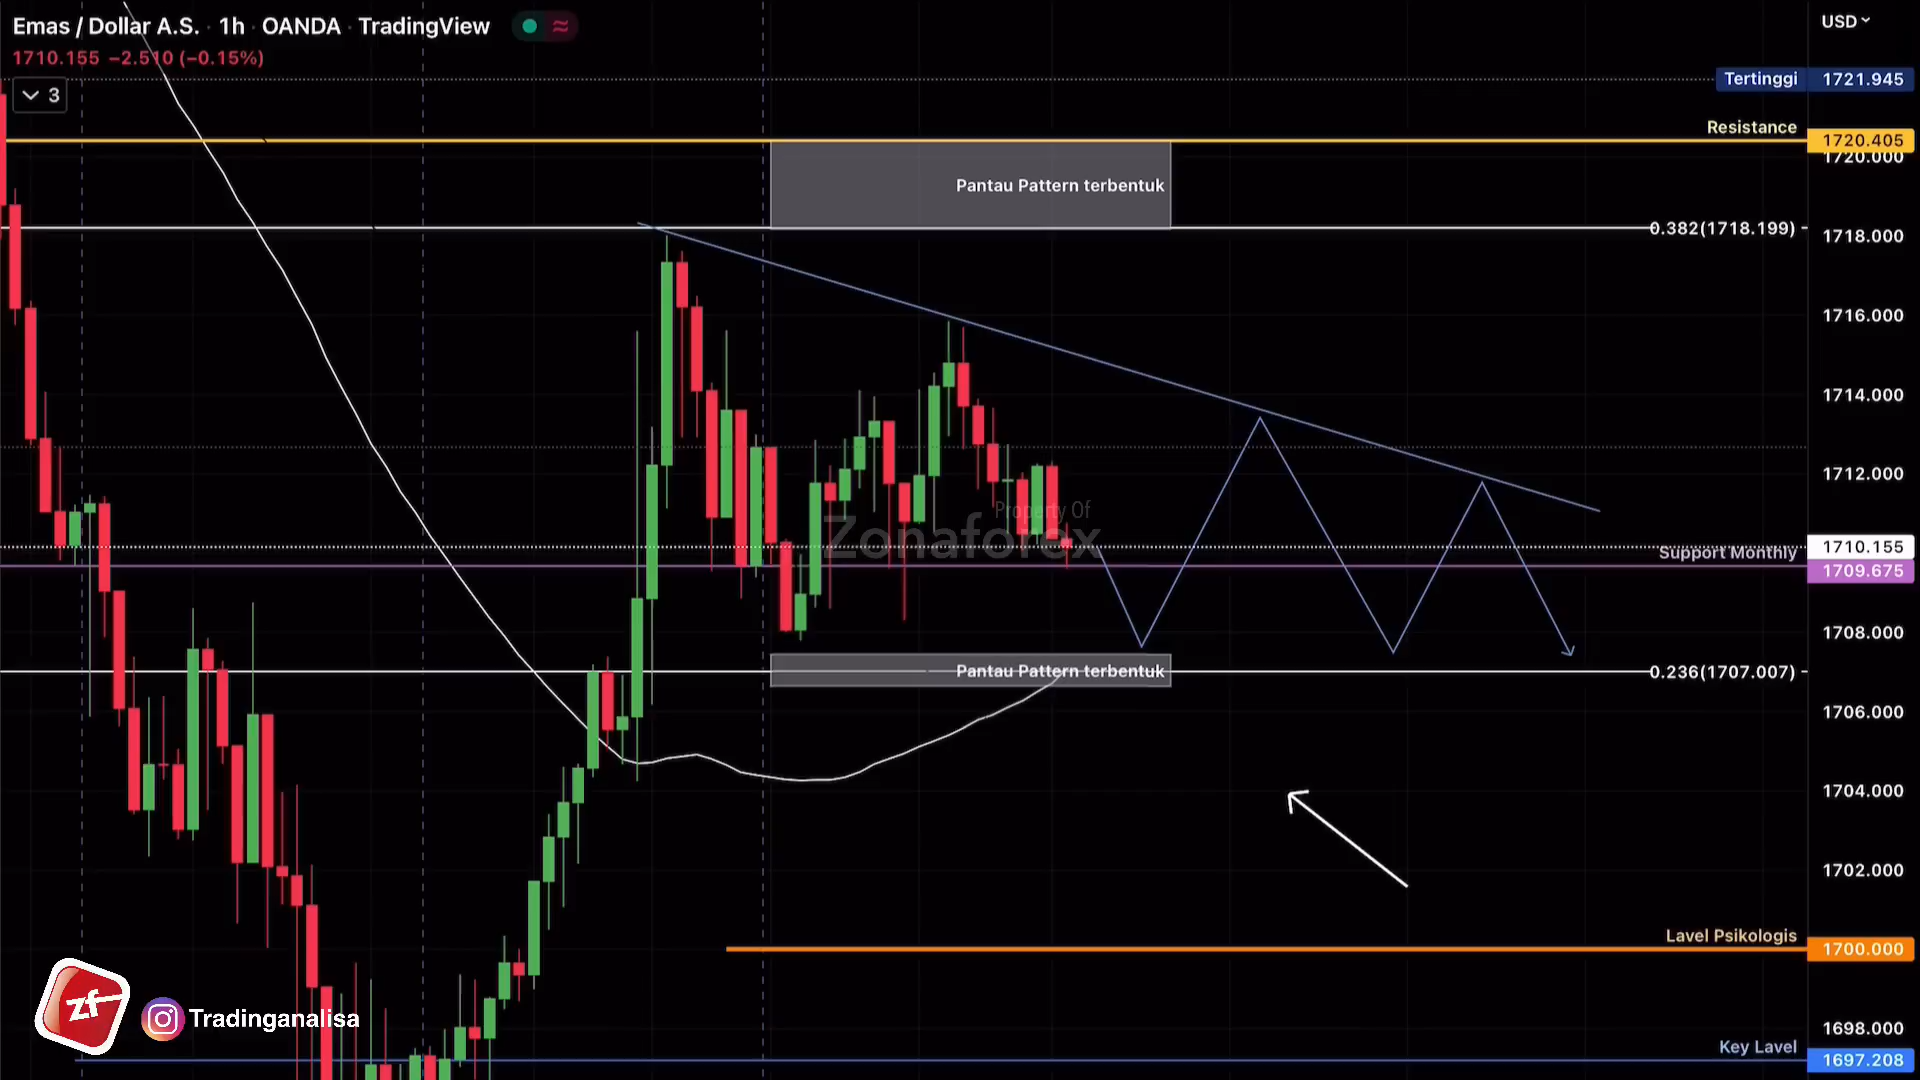 Emas / Dollar A.S. · 1h · OANDA · TradingView
USD
1710.155 −2.510 (−0.15%)
3
Tertinggi 1721.945
Resistance
1720.405
1720.000
Pantau Pattern terbentuk
0.382(1718.199)
1718.000
1716.000
1714.000
1712.000
Property Of
Zonaforex
1710.155
Support Monthly
1709.675
1708.000
Pantau Pattern terbentuk
0.236(1707.007)
1706.000
1704.000
1702.000
Lavel Psikologis
1700.000
zf
Tradinganalisa
1698.000
Key Lavel
1697.208